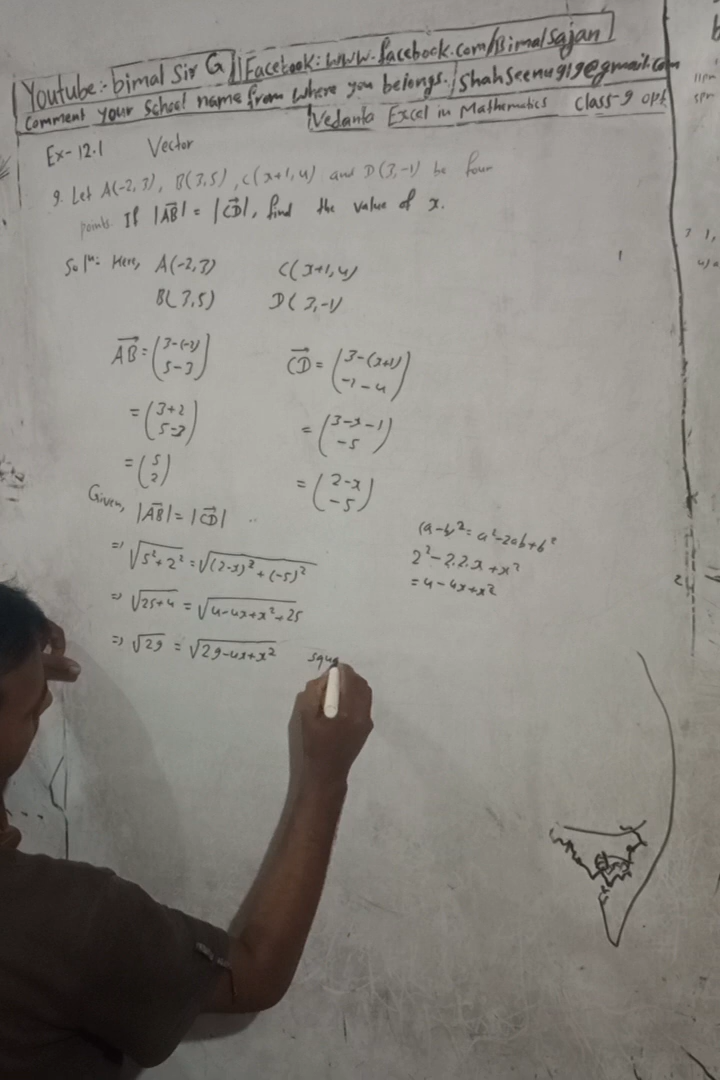 Youtube:- bimal Sir G || Facebook: www.facebook.com/Bimalsajan
Comment your School name from where you belongs. / Shahseenu919@gmail.com
Vedanta Excel in Mathematics Class-9 opt
Ex-12.1 Vector
9. Let A(-2,3), B(3,5), C(x+1,4) and D(3,-1) be four
points. If |AB→| = |CD→|, find the value of x.
Solⁿ: Here, A(-2,3) C(x+1,4)
B(3,5) D(3,-1)
AB→ = (3-(-2) / 5-3) CD→ = (3-(x+1) / -1-4)
= (3+2 / 5-3) = (3-x-1 / -5)
= (5 / 2) = (2-x / -5)
Given, |AB→| = |CD→|
=> √5²+2² = √(2-x)²+(-5)²
=> √25+4 = √4-4x+x²+25
=> √29 = √29-4x+x² squ
(a-b)² = a²-2ab+b²
2²-2.2.x+x²
= 4-4x+x²